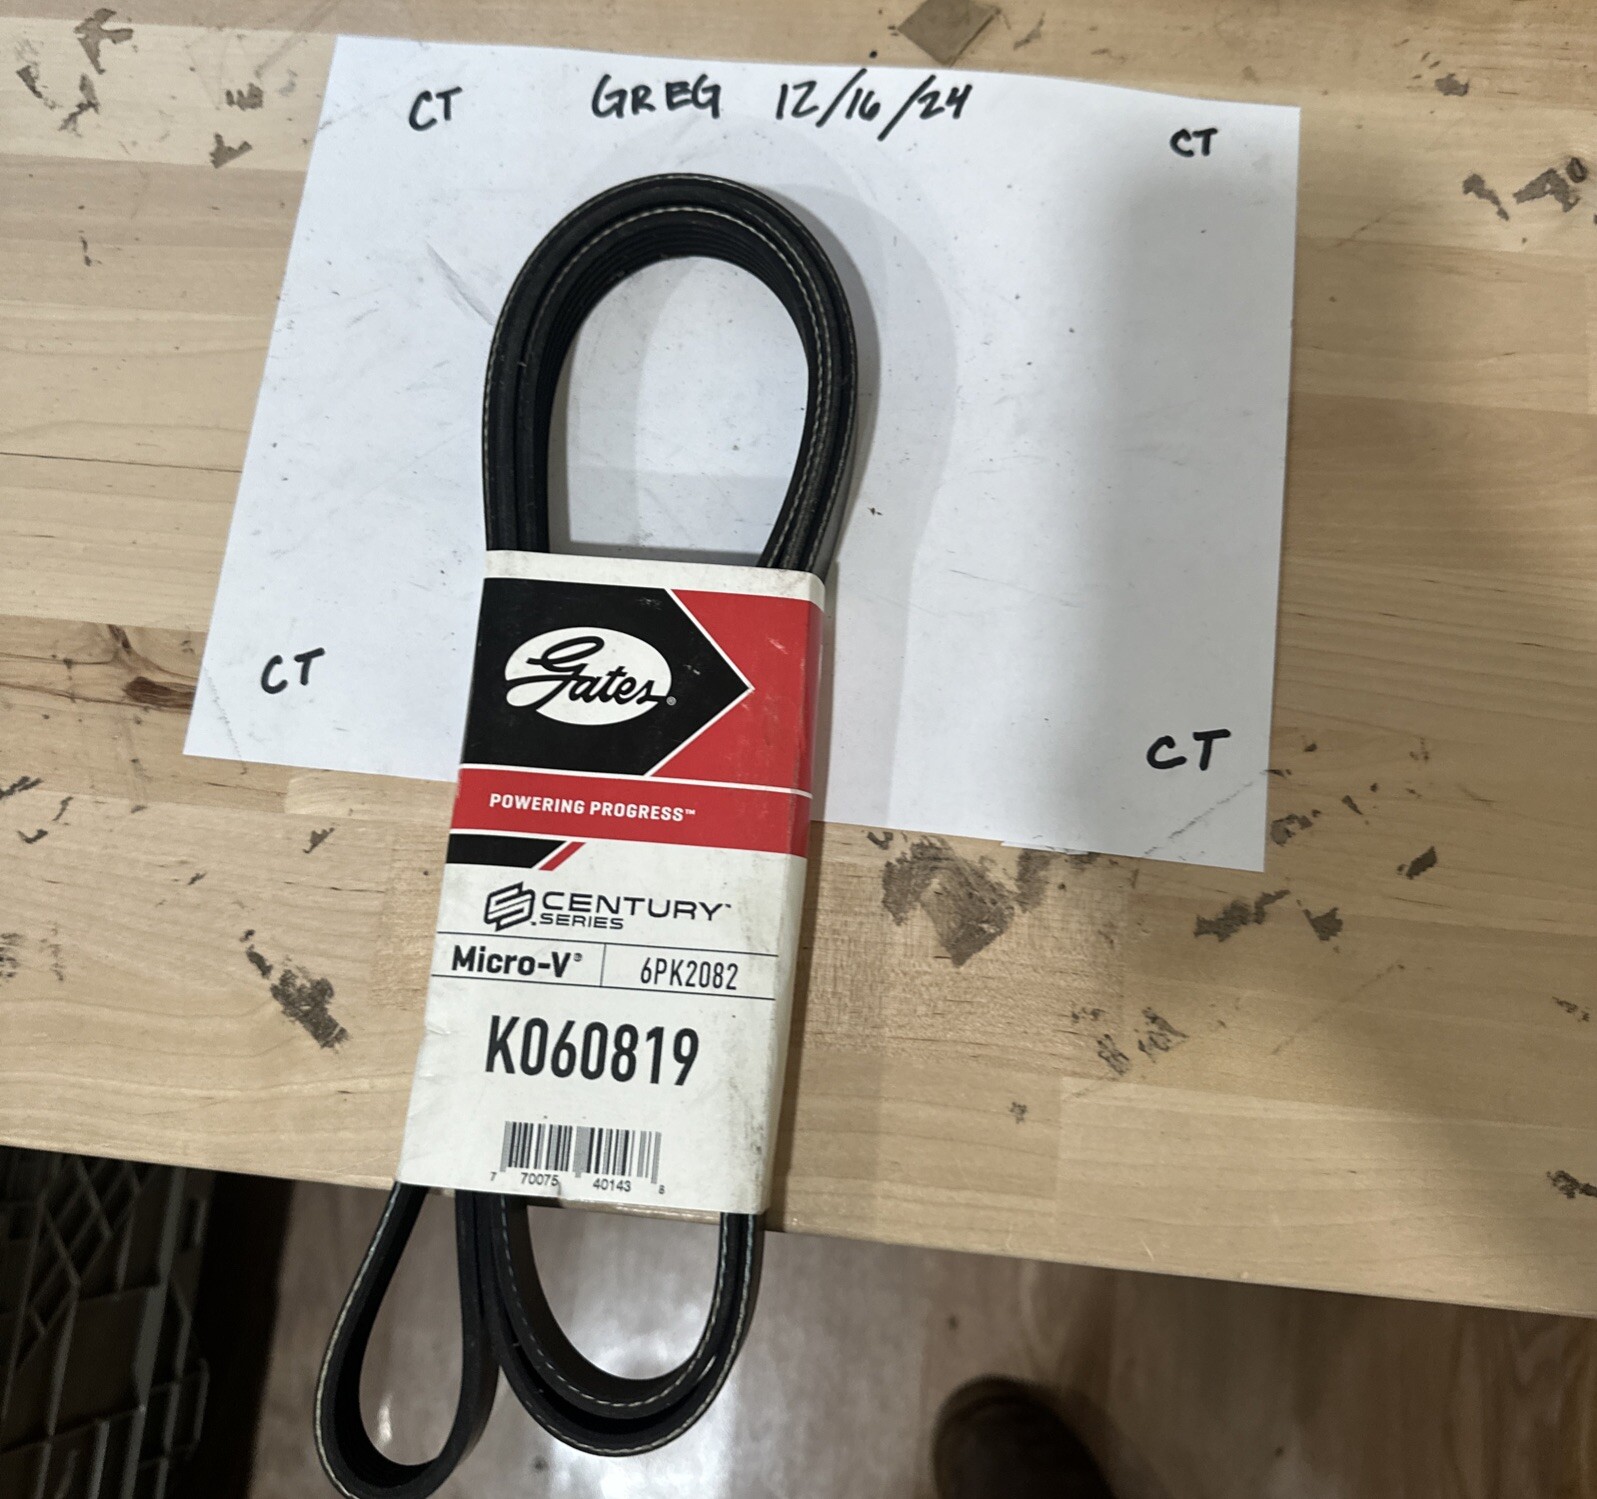 CT GREG 12/16/24 CT
CT
CT
Gates®
POWERING PROGRESS™
CENTURY™
SERIES
Micro-V® 6PK2082
K060819
7 70075 40143 8